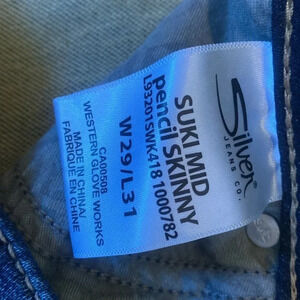 Silver
JEANS CO.
SUKI MID
pencil SKINNY
L93201SWK418 1000782
W29/L31
CA00508
WESTERN GLOVE WORKS
MADE IN CHINA/
FABRIQUE EN CHINE